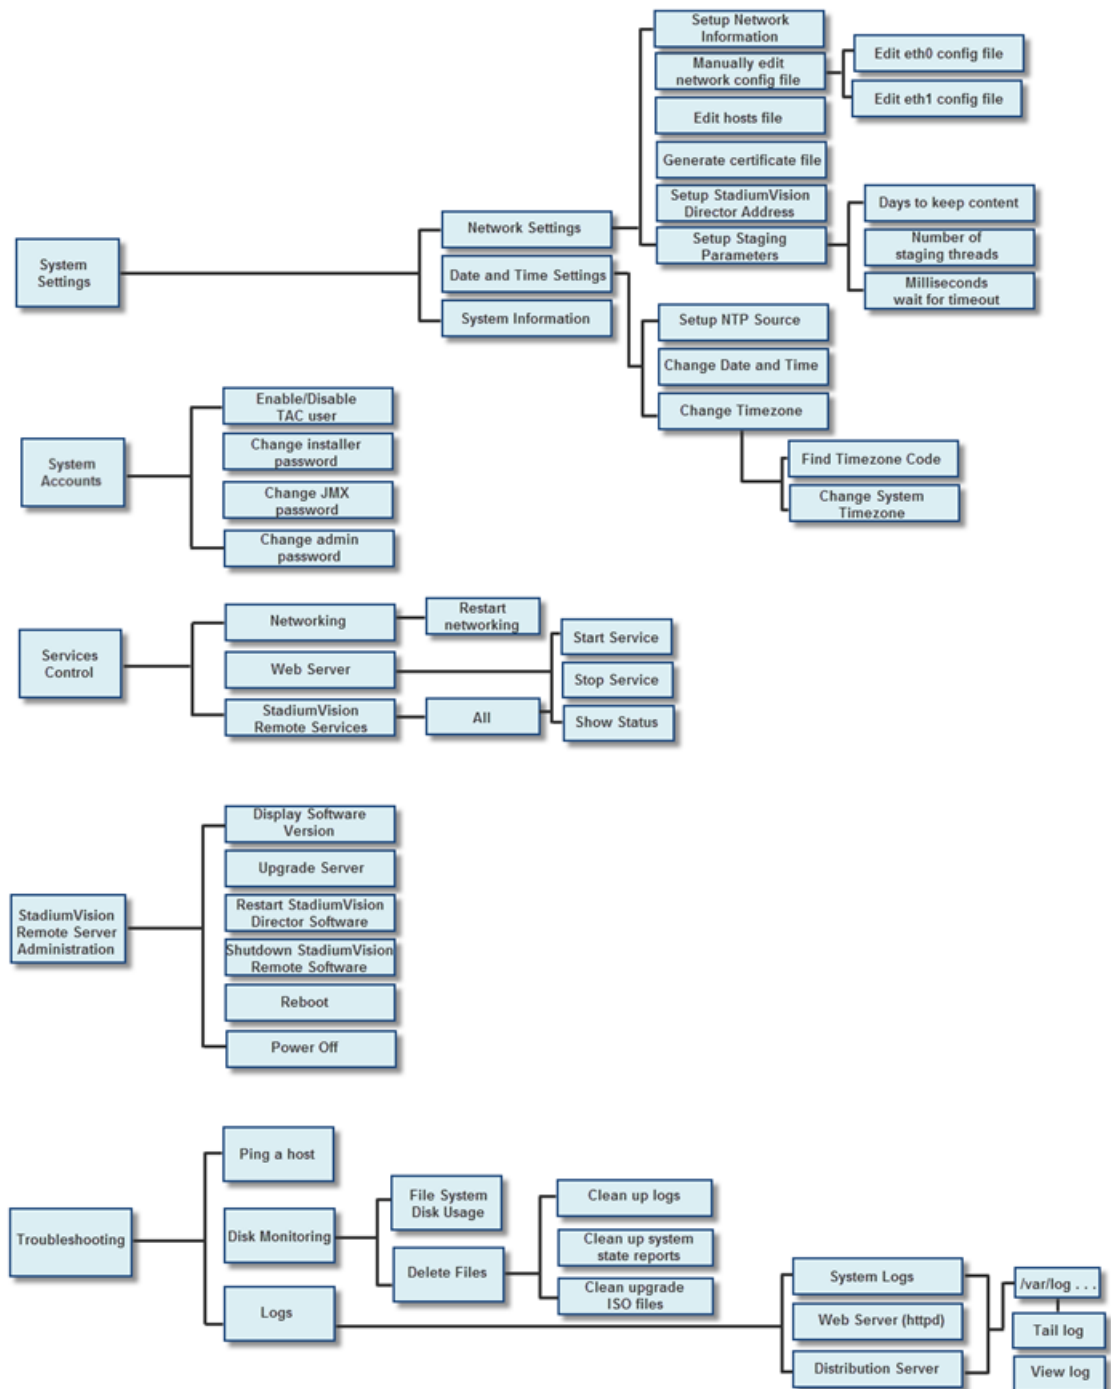 Setup Network
Information
Manually edit
network config file
Edit eth0 config file
Edit eth1 config file
Edit hosts file
Generate certificate file
Setup StadiumVision
Director Address
Setup Staging
Parameters
Days to keep content
Number of
staging threads
Milliseconds
wait for timeout
System
Settings
Network Settings
Date and Time Settings
System Information
Setup NTP Source
Change Date and Time
Change Timezone
Find Timezone Code
Change System
Timezone
System
Accounts
Enable/Disable
TAC user
Change installer
password
Change JMX
password
Change admin
password
Services
Control
Networking
Restart
networking
Web Server
StadiumVision
Remote Services
All
Start Service
Stop Service
Show Status
StadiumVision
Remote Server
Administration
Display Software
Version
Upgrade Server
Restart StadiumVision
Director Software
Shutdown StadiumVision
Remote Software
Reboot
Power Off
Troubleshooting
Ping a host
Disk Monitoring
File System
Disk Usage
Delete Files
Clean up logs
Clean up system
state reports
Clean upgrade
ISO files
Logs
System Logs
Web Server (httpd)
Distribution Server
/var/log . . .
Tail log
View log